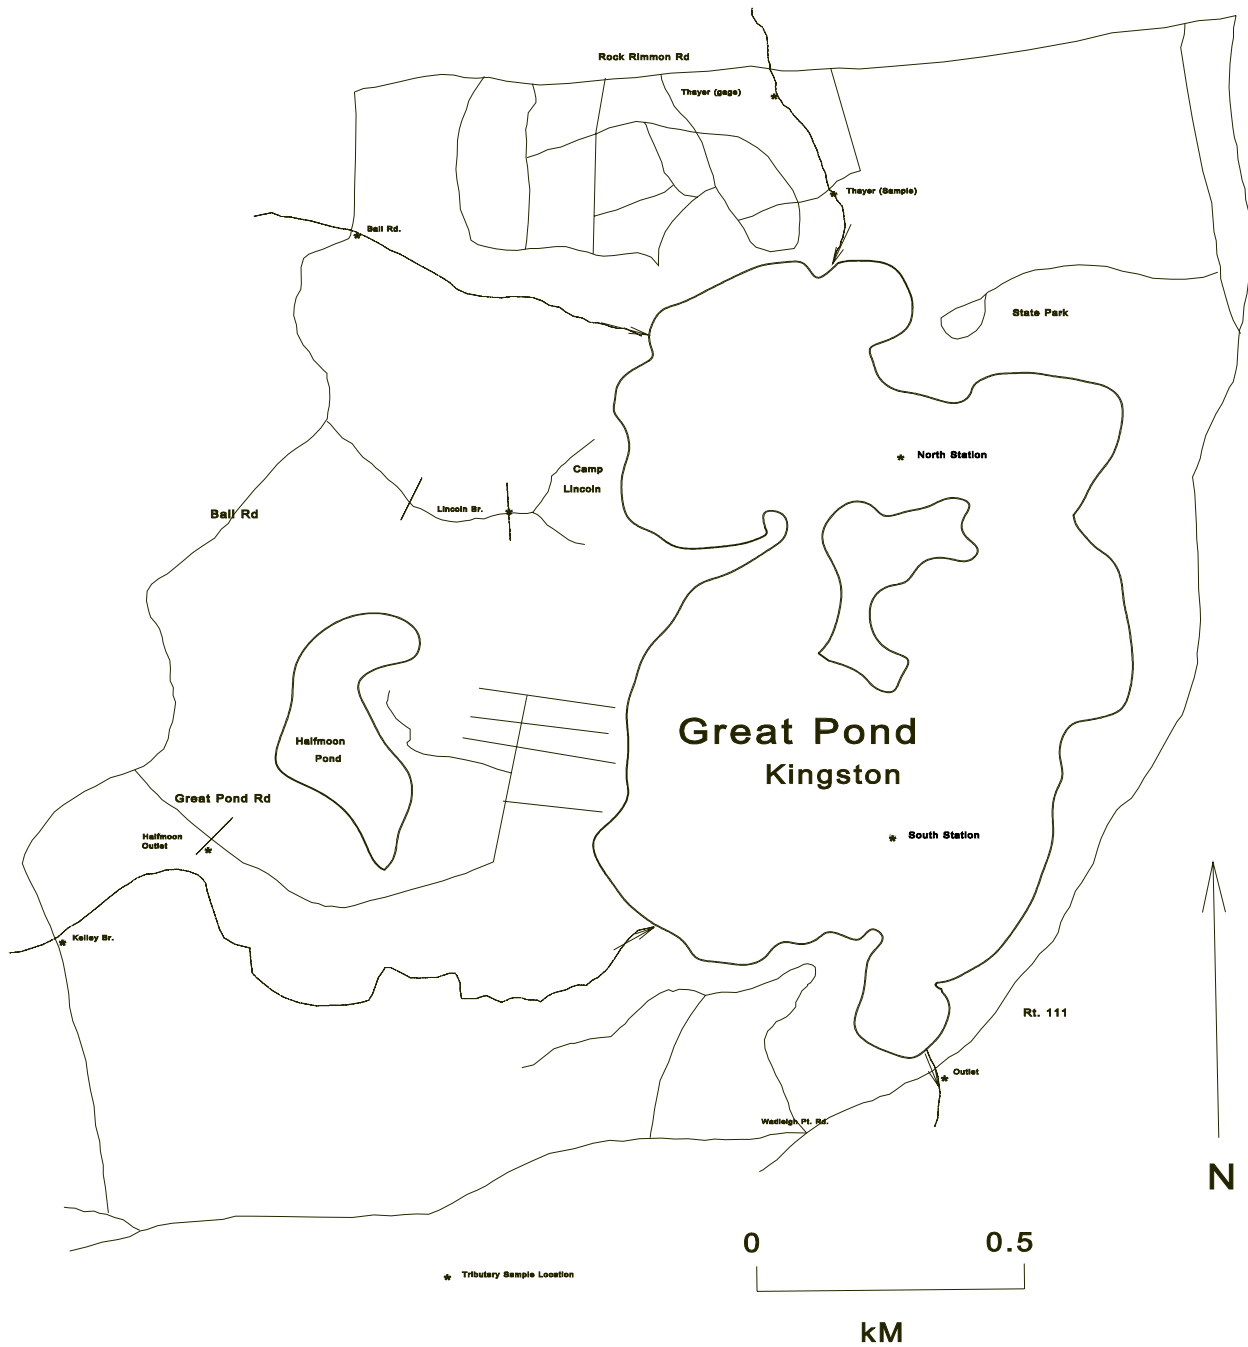 Rock Rimmon Rd
Thayer (gage)
Thayer (Sample)
Ball Rd.
State Park
North Station
Camp
Lincoln
Lincoln Br.
Ball Rd
Great Pond
Kingston
Halfmoon
Pond
Great Pond Rd
Halfmoon
Outlet
South Station
Kelley Br.
Rt. 111
Outlet
Wadleigh Pt. Rd.
N
0
0.5
Tributary Sample Location
kM